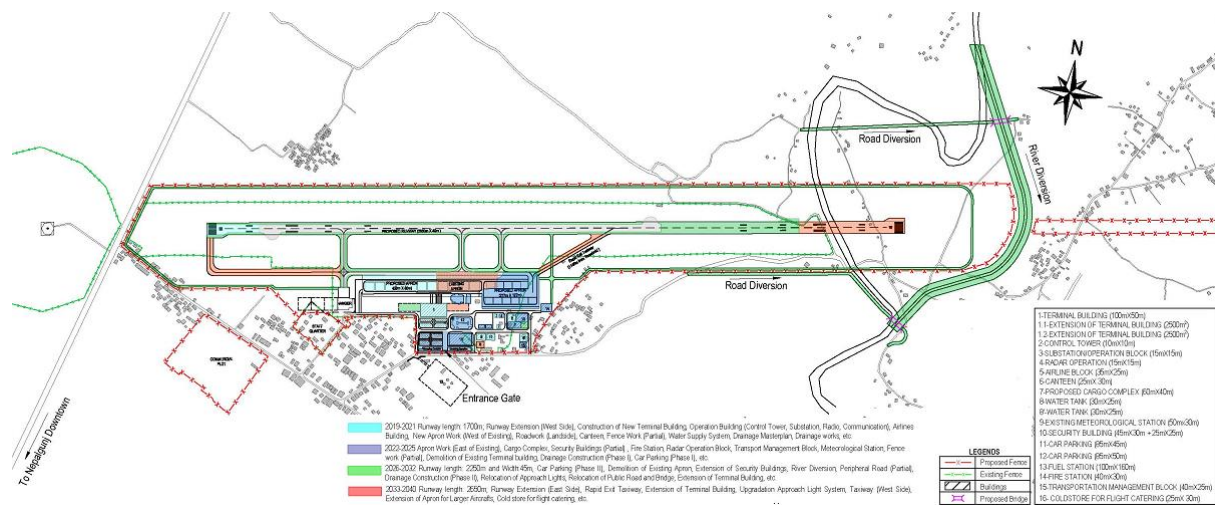 N
Road Diversion
River Diversion
Road Diversion
STAFF
QUARTER
Entrance Gate
To Nepalgunj Downtown
2019-2021 Runway length: 1700m; Runway Extension (West Side), Construction of New Terminal Building, Operation Building (Control Tower, Substation, Radio, Communication), Airlines
Building, New Apron Work (West of Existing), Roadwork (Landside), Canteen, Fence Work (Partial), Water Supply System, Drainage Masterplan, Drainage works, etc
2022-2025 Apron Work (East of Existing), Cargo Complex, Security Buildings (Partial), Fire Station, Radar Operation Block, Transport Management Block, Meteorological Station, Fence
work (Partial), Demolition of Existing Terminal building, Drainage Construction (Phase I), Car Parking (Phase I), etc.
2026-2032 Runway length: 2250m and Width 45m, Car Parking (Phase II), Demolition of Existing Apron, Extension of Security Buildings, River Diversion, Peripheral Road (Partial),
Drainage Construction (Phase II), Relocation of Approach Lights, Relocation of Public Road and Bridge, Extension of Terminal Building, etc.
2033-2040 Runway length: 2650m, Runway Extension (East Side), Rapid Exit Taxiway, Extension of Terminal Building, Upgradation Approach Light System, Taxiway (West Side),
Extension of Apron for Larger Aircrafts, Cold store for flight catering, etc.
LEGENDS
Proposed Fence
Existing Fence
Buildings
Proposed Bridge
1-TERMINAL BUILDING (100mX50m)
1.1-EXTENSION OF TERMINAL BUILDING (2500m²)
1.2-EXTENSION OF TERMINAL BUILDING (2500m²)
2-CONTROL TOWER (10mX10m)
3-SUBSTATION/OPERATION BLOCK (15mX15m)
4-RADAR OPERATION (15mX15m)
5-AIRLINE BLOCK (35mX25m)
6-CANTEEN (25mX 30m)
7-PROPOSED CARGO COMPLEX (60mX40m)
8-WATER TANK (30mX25m)
8'-WATER TANK (30mX25m)
9-EXISTING METEOROLOGICAL STATION (50mx30m)
10-SECURITY BUILDING (45mX30m +25mX25m)
11-CAR PARKING (95mX45m)
12-CAR PARKING (95mX50m)
13-FUEL STATION (100mX160m)
14-FIRE STATION (40mX30m)
15-TRANSPORTATION MANAGEMENT BLOCK (40mX25m)
16- COLDSTORE FOR FLIGHT CATERING (25mX 30m)